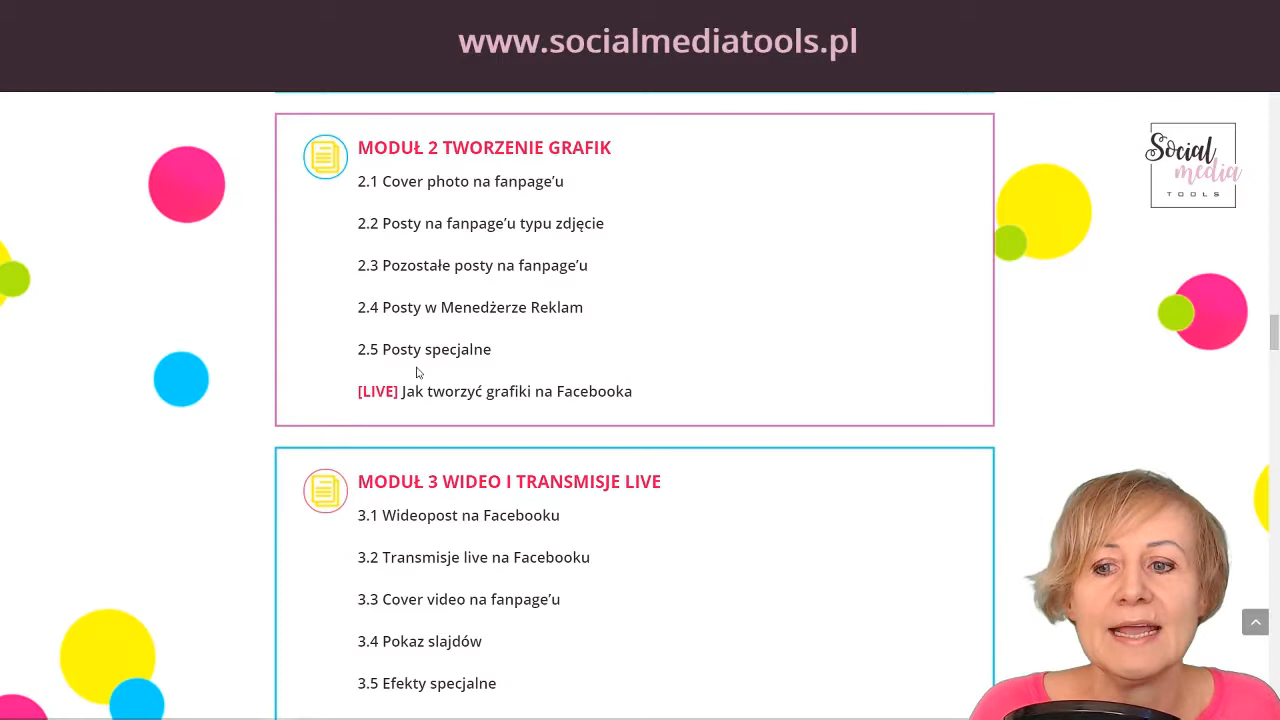 www.socialmediatools.pl
Social
media
TOOLS
MODUŁ 2 TWORZENIE GRAFIK
2.1 Cover photo na fanpage’u
2.2 Posty na fanpage’u typu zdjęcie
2.3 Pozostałe posty na fanpage’u
2.4 Posty w Menedżerze Reklam
2.5 Posty specjalne
[LIVE] Jak tworzyć grafiki na Facebooka
MODUŁ 3 WIDEO I TRANSMISJE LIVE
3.1 Wideopost na Facebooku
3.2 Transmisje live na Facebooku
3.3 Cover video na fanpage’u
3.4 Pokaz slajdów
3.5 Efekty specjalne